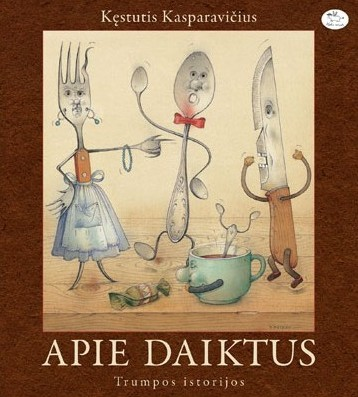 Kęstutis Kasparavičius
APIE DAIKTUS
Trumpos istorijos